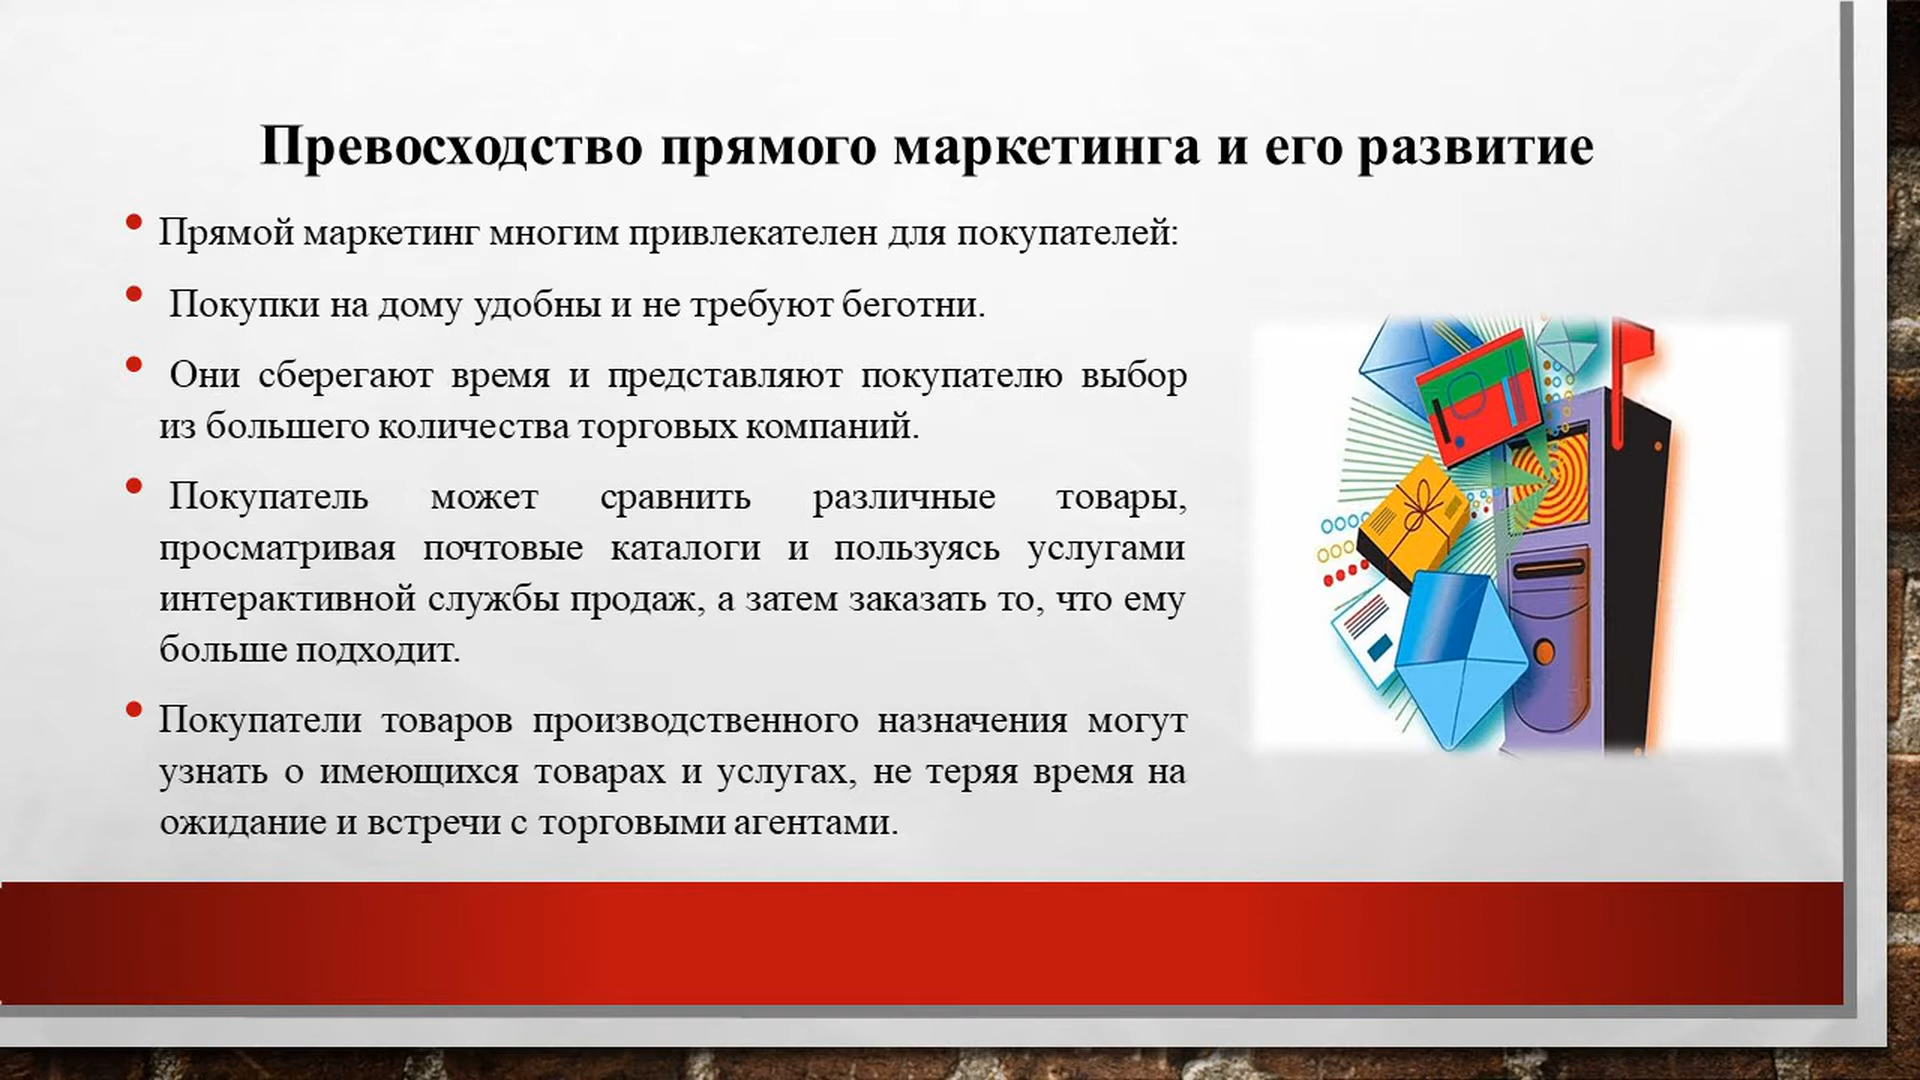 Превосходство прямого маркетинга и его развитие
Прямой маркетинг многим привлекателен для покупателей:
Покупки на дому удобны и не требуют беготни.
Они сберегают время и представляют покупателю выбор
из большего количества торговых компаний.
Покупатель может сравнить различные товары,
просматривая почтовые каталоги и пользуясь услугами
интерактивной службы продаж, а затем заказать то, что ему
больше подходит.
Покупатели товаров производственного назначения могут
узнать о имеющихся товарах и услугах, не теряя время на
ожидание и встречи с торговыми агентами.